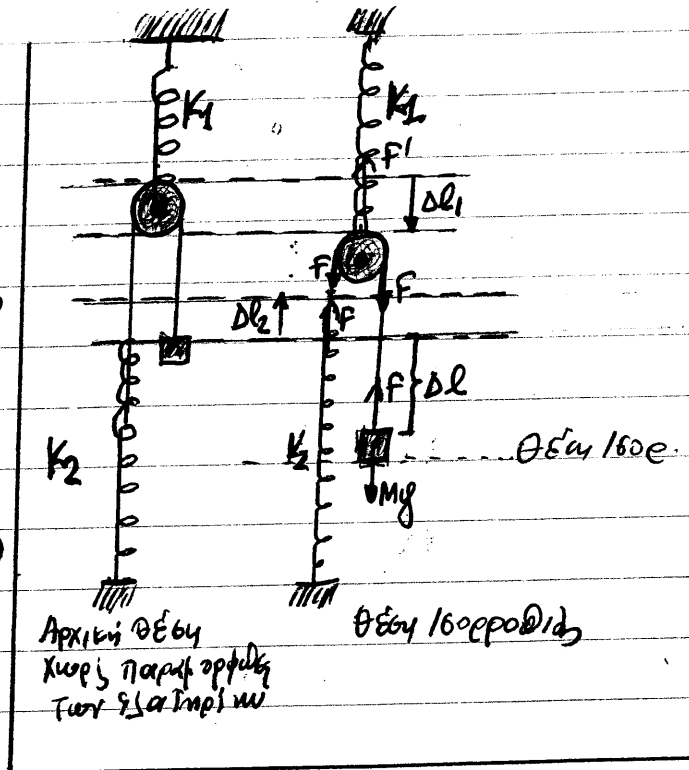 K1
K1
F'
Δl1
F
F
Δl2
F
F
Δl
K2
K2
Mg
θέση Ισορ.
Αρχική θέση
χωρίς παραμόρφωση
των ελατηρίων
θέση Ισορροπίας